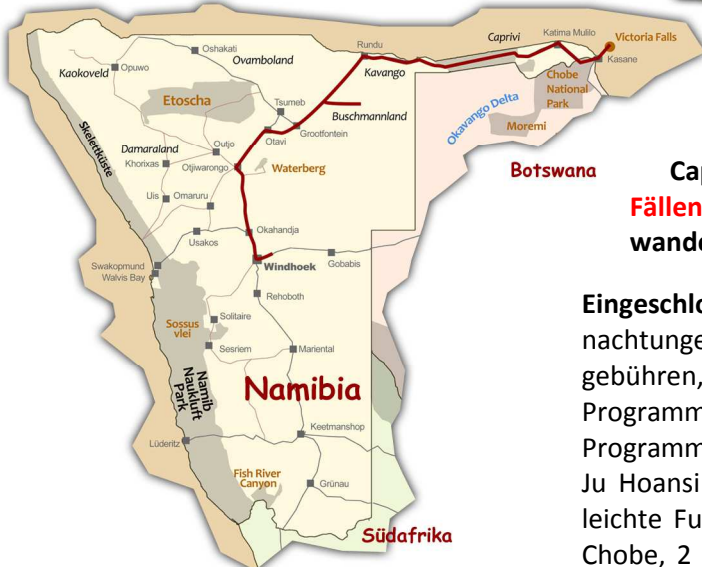 Oshakati
Ovamboland
Opuwo
Kaokoveld
Etoscha
Tsumeb
Rundu
Kavango
Caprivi
Katima Mulilo
Victoria Falls
Kasane
Chobe
National
Park
Okavango Delta
Moremi
Botswana
Buschmannland
Grootfontein
Otavi
Outjo
Otjiwarongo
Waterberg
Skelettküste
Damaraland
Khorixas
Uis
Omaruru
Okahandja
Usakos
Windhoek
Gobabis
Swakopmund
Walvis Bay
Rehoboth
Sossus
vlei
Solitaire
Sesriem
Mariental
Namib
Naukluft
Park
Namibia
Lüderitz
Keetmanshop
Fish River
Canyon
Grünau
Südafrika
Cap
Fällen
wande
Eingeschlo
nachtunge
gebühren,
Programm
Programm
Ju Hoansi
leichte Fu
Chobe, 2